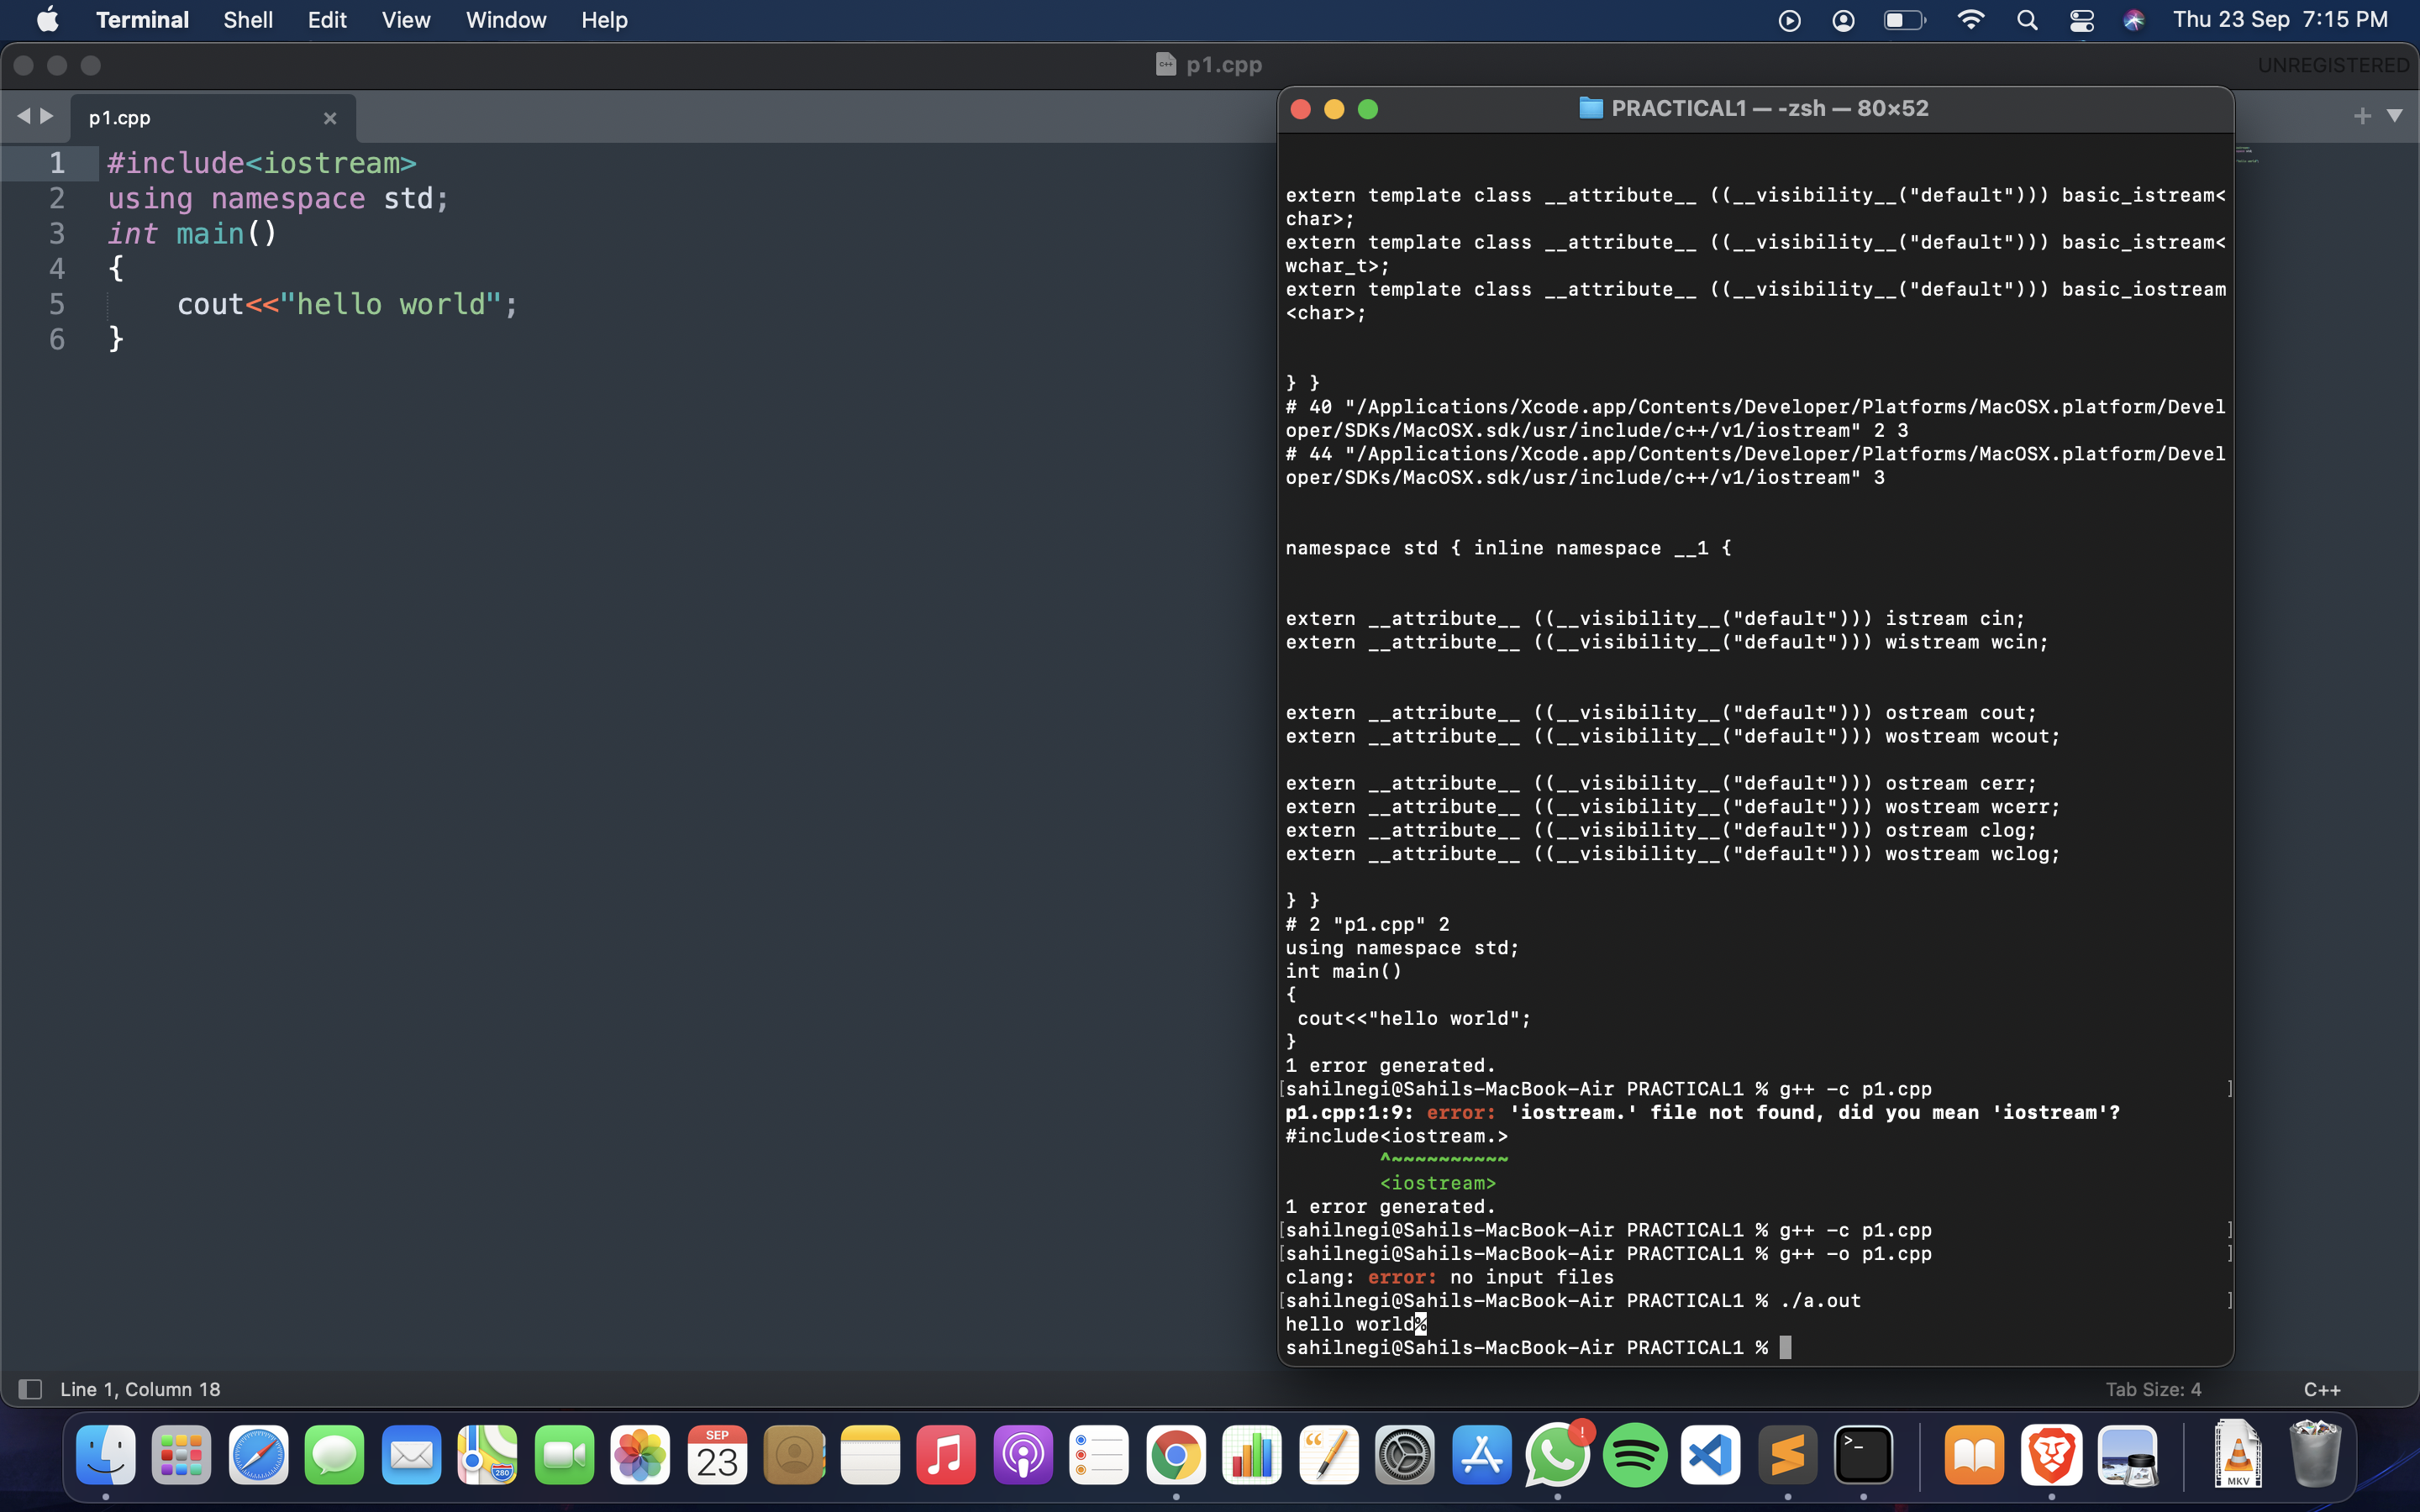 Terminal Shell Edit View Window Help Thu 23 Sep 7:15 PM
p1.cpp UNREGISTERED
p1.cpp
1 #include<iostream>
2 using namespace std;
3 int main()
4 {
5 cout<<"hello world";
6 }
PRACTICAL1 — -zsh — 80×52
extern template class __attribute__ ((__visibility__("default"))) basic_istream<
char>;
extern template class __attribute__ ((__visibility__("default"))) basic_istream<
wchar_t>;
extern template class __attribute__ ((__visibility__("default"))) basic_iostream
<char>;
} }
# 40 "/Applications/Xcode.app/Contents/Developer/Platforms/MacOSX.platform/Devel
oper/SDKs/MacOSX.sdk/usr/include/c++/v1/iostream" 2 3
# 44 "/Applications/Xcode.app/Contents/Developer/Platforms/MacOSX.platform/Devel
oper/SDKs/MacOSX.sdk/usr/include/c++/v1/iostream" 3
namespace std { inline namespace __1 {
extern __attribute__ ((__visibility__("default"))) istream cin;
extern __attribute__ ((__visibility__("default"))) wistream wcin;
extern __attribute__ ((__visibility__("default"))) ostream cout;
extern __attribute__ ((__visibility__("default"))) wostream wcout;
extern __attribute__ ((__visibility__("default"))) ostream cerr;
extern __attribute__ ((__visibility__("default"))) wostream wcerr;
extern __attribute__ ((__visibility__("default"))) ostream clog;
extern __attribute__ ((__visibility__("default"))) wostream wclog;
} }
# 2 "p1.cpp" 2
using namespace std;
int main()
{
cout<<"hello world";
}
1 error generated.
[sahilnegi@Sahils-MacBook-Air PRACTICAL1 % g++ -c p1.cpp ]
p1.cpp:1:9: error: 'iostream.' file not found, did you mean 'iostream'?
#include<iostream.>
^~~~~~~~~~~
<iostream>
1 error generated.
[sahilnegi@Sahils-MacBook-Air PRACTICAL1 % g++ -c p1.cpp ]
[sahilnegi@Sahils-MacBook-Air PRACTICAL1 % g++ -o p1.cpp ]
clang: error: no input files
[sahilnegi@Sahils-MacBook-Air PRACTICAL1 % ./a.out ]
hello world%
sahilnegi@Sahils-MacBook-Air PRACTICAL1 %
Line 1, Column 18 Tab Size: 4 C++
280
SEP
23
MKV